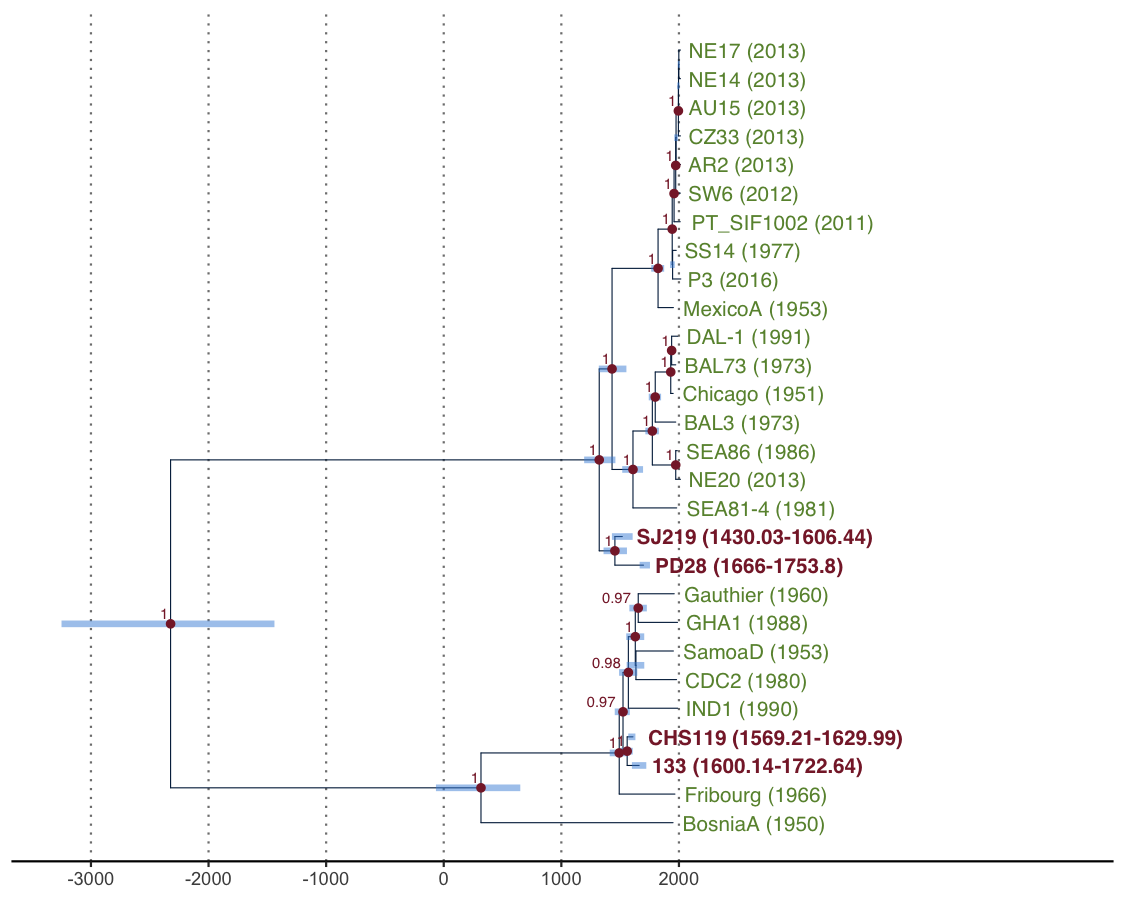 NE17 (2013)
NE14 (2013)
1
AU15 (2013)
CZ33 (2013)
1
AR2 (2013)
1
SW6 (2012)
1
PT_SIF1002 (2011)
1
SS14 (1977)
P3 (2016)
MexicoA (1953)
1
DAL-1 (1991)
1
1
BAL73 (1973)
1
Chicago (1951)
1
BAL3 (1973)
1
1
1
SEA86 (1986)
NE20 (2013)
SEA81-4 (1981)
1
SJ219 (1430.03-1606.44)
PD28 (1666-1753.8)
0.97
Gauthier (1960)
1
1
GHA1 (1988)
0.98
SamoaD (1953)
CDC2 (1980)
0.97
IND1 (1990)
1
1
CHS119 (1569.21-1629.99)
133 (1600.14-1722.64)
1
Fribourg (1966)
BosniaA (1950)
-3000 -2000 -1000 0 1000 2000